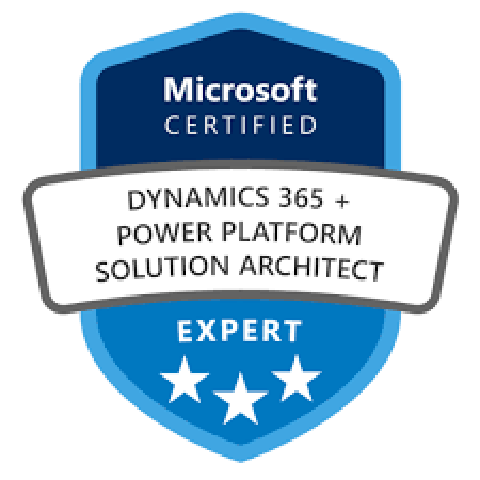 Microsoft
CERTIFIED
DYNAMICS 365 +
POWER PLATFORM
SOLUTION ARCHITECT
EXPERT